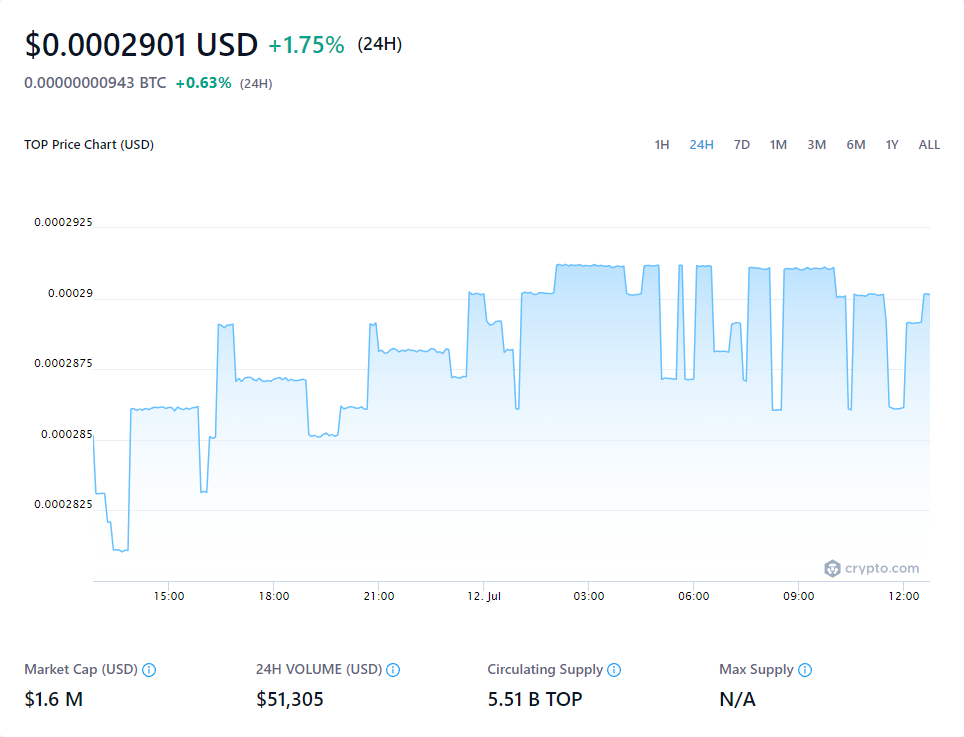 $0.0002901 USD +1.75% (24H)
0.00000000943 BTC +0.63% (24H)
TOP Price Chart (USD) 1H 24H 7D 1M 3M 6M 1Y ALL
0.0002925
0.00029
0.0002875
0.000285
0.0002825
crypto.com
15:00 18:00 21:00 12. Jul 03:00 06:00 09:00 12:00
Market Cap (USD) 24H VOLUME (USD) Circulating Supply Max Supply
$1.6 M $51,305 5.51 B TOP N/A